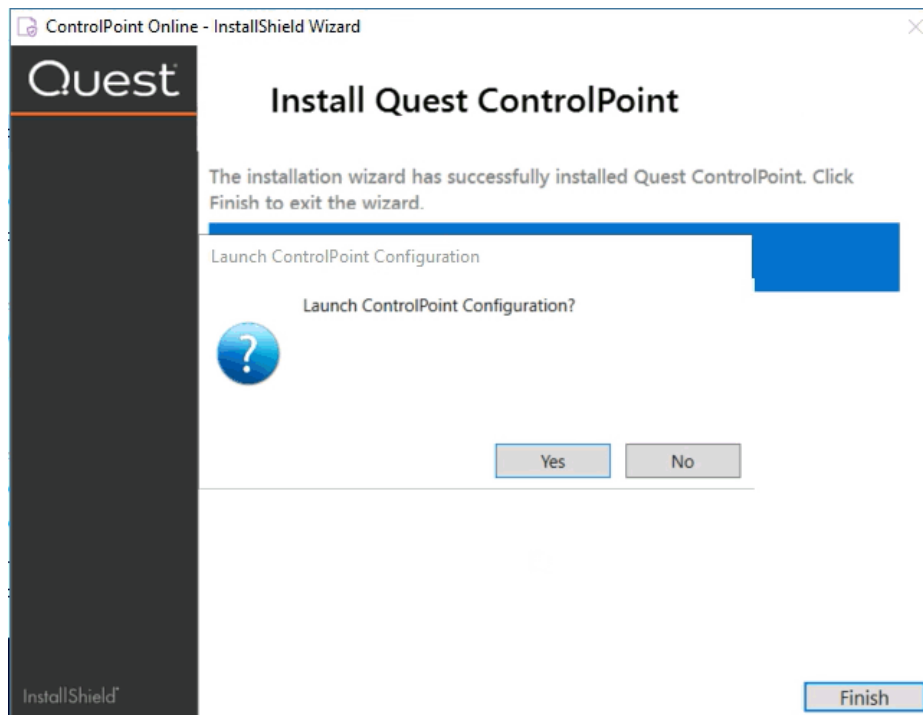 ControlPoint Online - InstallShield Wizard
Quest
Install Quest ControlPoint
The installation wizard has successfully installed Quest ControlPoint. Click
Finish to exit the wizard.
Launch ControlPoint Configuration
Launch ControlPoint Configuration?
?
Yes
No
InstallShield
Finish